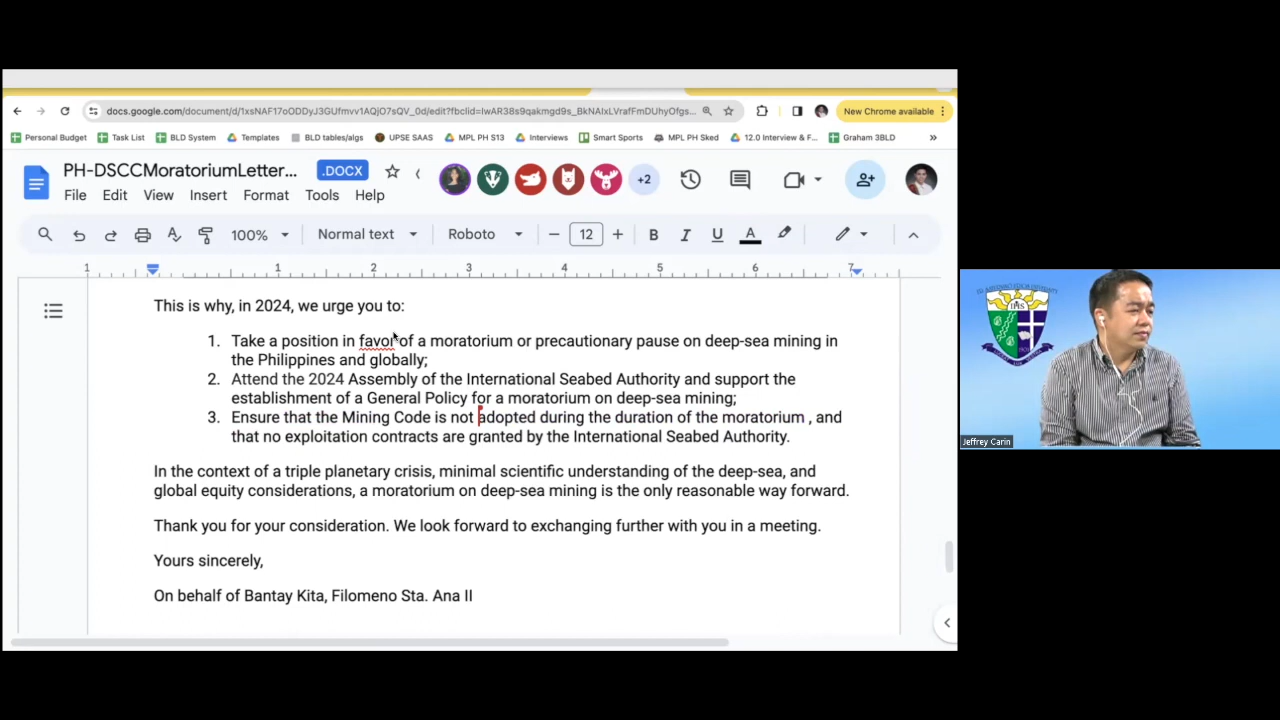 docs.google.com/document/d/1xsNAF17oODDyJ3GUfmvv1AQjO7sQV_0d/edit?fbclid=IwAR38s9qakmgd9s_BkNAIxLVrafFmDUhyOfgs...
New Chrome available
Personal Budget Task List BLD System Templates BLD tables/algs UPSE SAAS MPL PH S13 Interviews Smart Sports MPL PH Sked 12.0 Interview & F... Graham 3BLD »
PH-DSCCMoratoriumLetter... .DOCX
+2
File Edit View Insert Format Tools Help
100% Normal text Roboto − 12 + B I U A
1 1 2 3 4 5 6 7
This is why, in 2024, we urge you to:
1. Take a position in favor of a moratorium or precautionary pause on deep-sea mining in
the Philippines and globally;
2. Attend the 2024 Assembly of the International Seabed Authority and support the
establishment of a General Policy for a moratorium on deep-sea mining;
3. Ensure that the Mining Code is not adopted during the duration of the moratorium , and
that no exploitation contracts are granted by the International Seabed Authority.
In the context of a triple planetary crisis, minimal scientific understanding of the deep-sea, and
global equity considerations, a moratorium on deep-sea mining is the only reasonable way forward.
Thank you for your consideration. We look forward to exchanging further with you in a meeting.
Yours sincerely,
On behalf of Bantay Kita, Filomeno Sta. Ana II
Jeffrey Carin